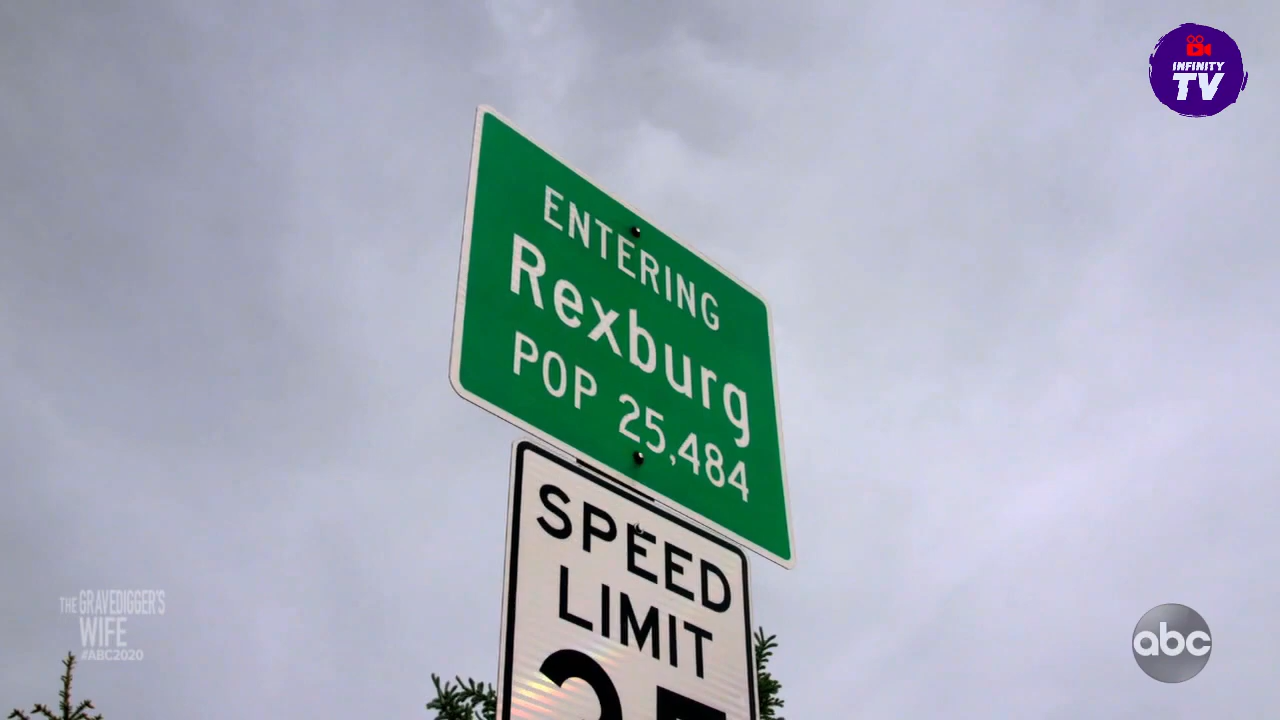 INFINITY
TV
ENTERING
Rexburg
POP 25,484
SPEED
LIMIT
THE GRAVEDIGGER'S
WIFE
#ABC2020
abc